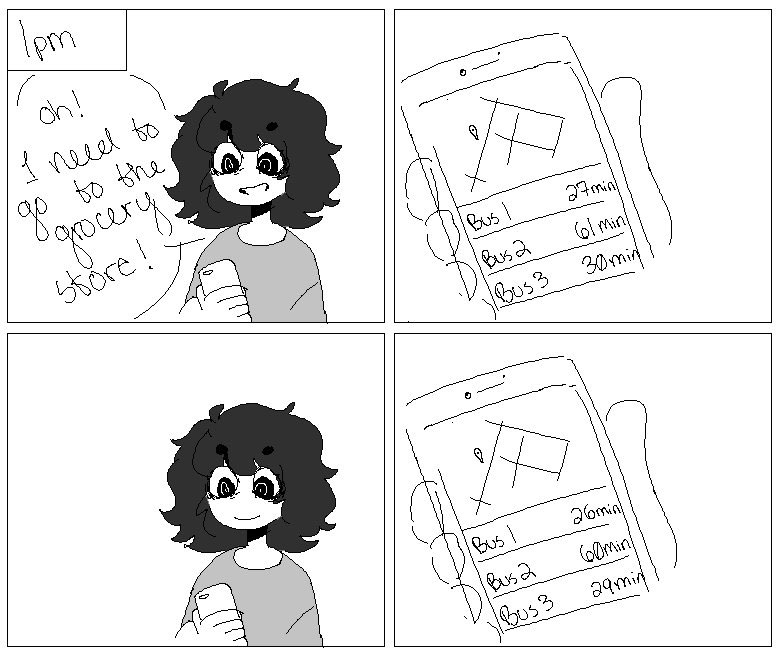 1pm
oh!
I need to
go to the
grocery
store!
Bus 1 27min
Bus 2 61min
Bus 3 30min
Bus 1 26min
Bus 2 60min
Bus 3 29min